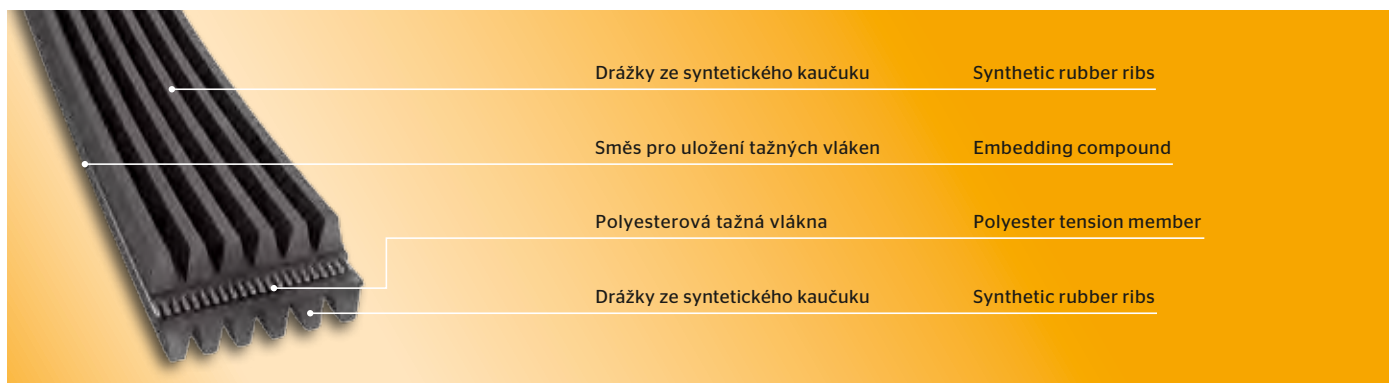 Drážky ze syntetického kaučuku Synthetic rubber ribs
Směs pro uložení tažných vláken Embedding compound
Polyesterová tažná vlákna Polyester tension member
Drážky ze syntetického kaučuku Synthetic rubber ribs